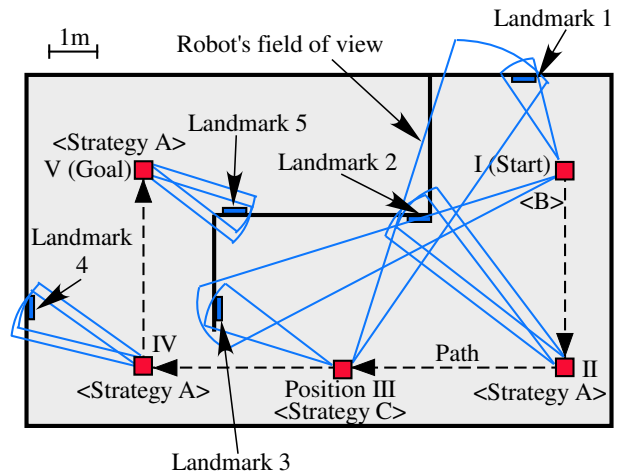 Landmark 1
1m
Robot's field of view
<Strategy A>
Landmark 5
V (Goal)
Landmark 2
I (Start)
<B>
Landmark
4
IV
Path
II
<Strategy A>
Position III
<Strategy A>
<Strategy C>
Landmark 3